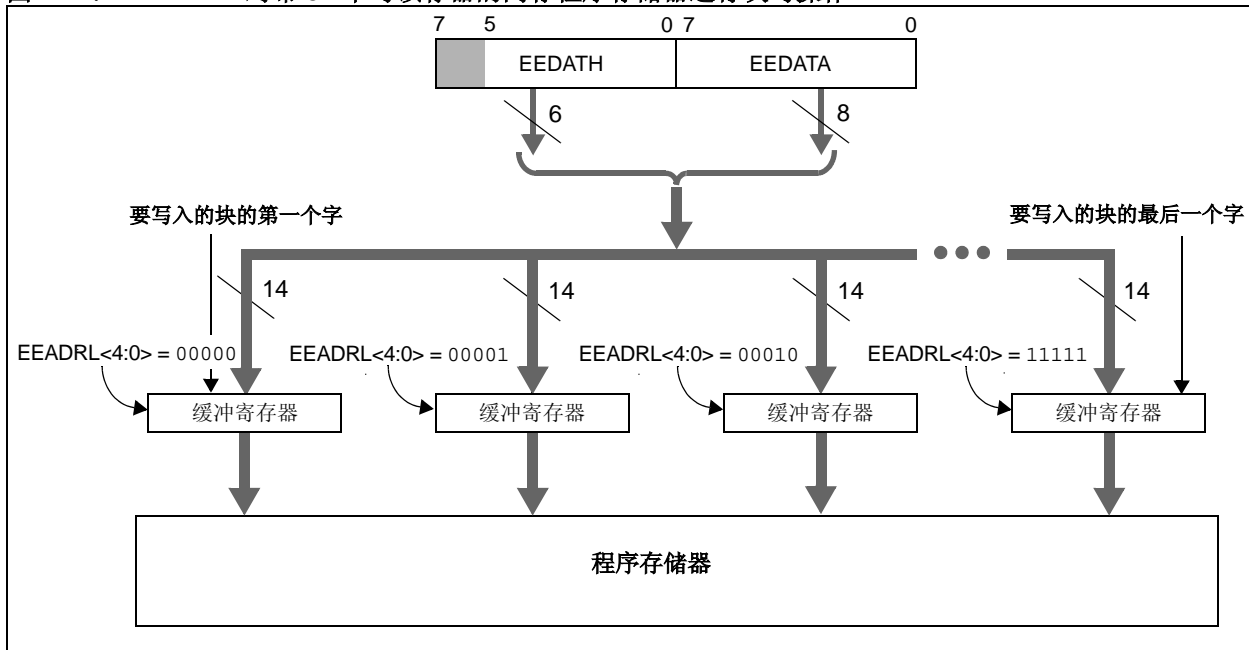 7 5 0 7 0
EEDATH EEDATA
6 8
要写入的块的第一个字 要写入的块的最后一个字
14 14 14 14
EEADRL<4:0> = 00000 EEADRL<4:0> = 00001 EEADRL<4:0> = 00010 EEADRL<4:0> = 11111
缓冲寄存器 缓冲寄存器 缓冲寄存器 缓冲寄存器
程序存储器